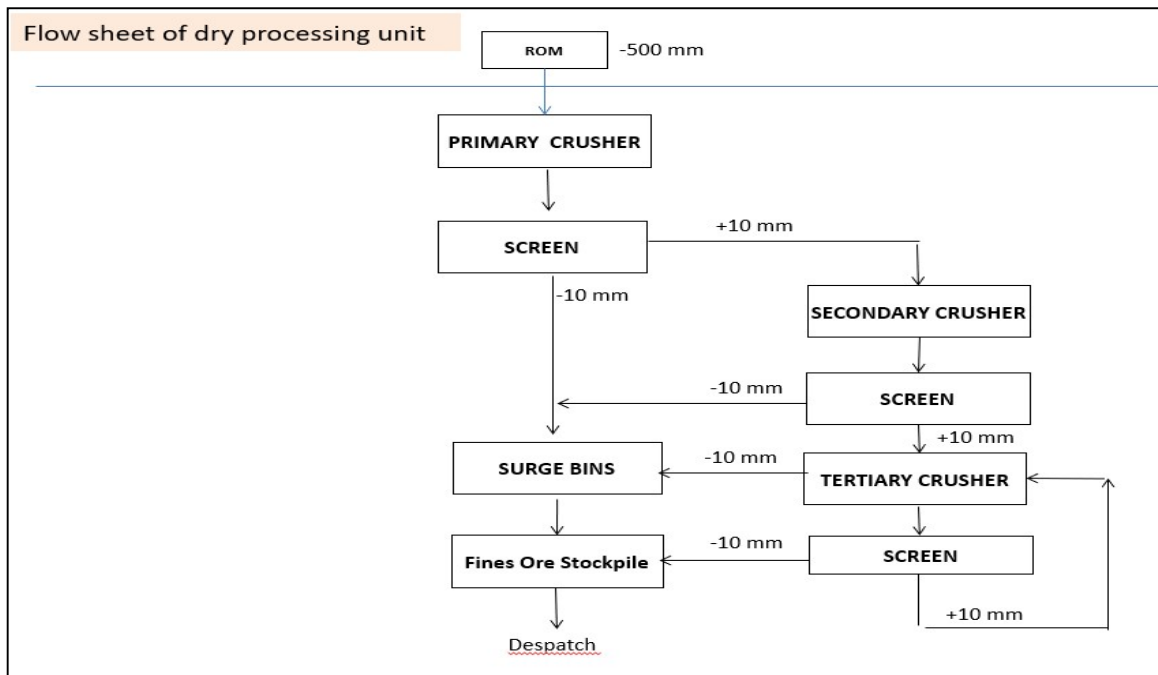 Flow sheet of dry processing unit
ROM
-500 mm
PRIMARY CRUSHER
SCREEN
+10 mm
-10 mm
SECONDARY CRUSHER
-10 mm
SCREEN
+10 mm
SURGE BINS
-10 mm
TERTIARY CRUSHER
Fines Ore Stockpile
-10 mm
SCREEN
+10 mm
Despatch